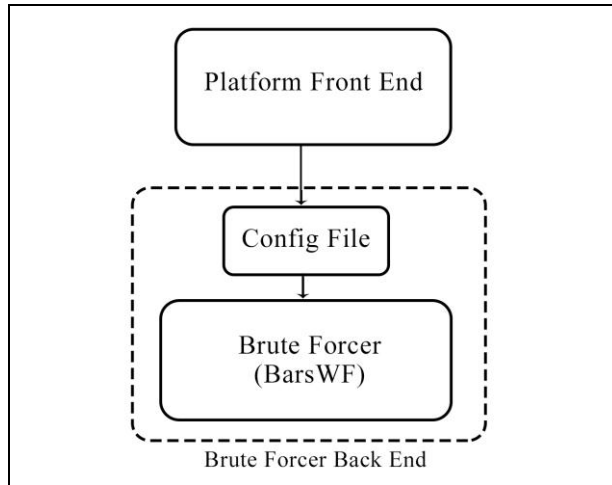 Platform Front End
Config File
Brute Forcer
(BarsWF)
Brute Forcer Back End